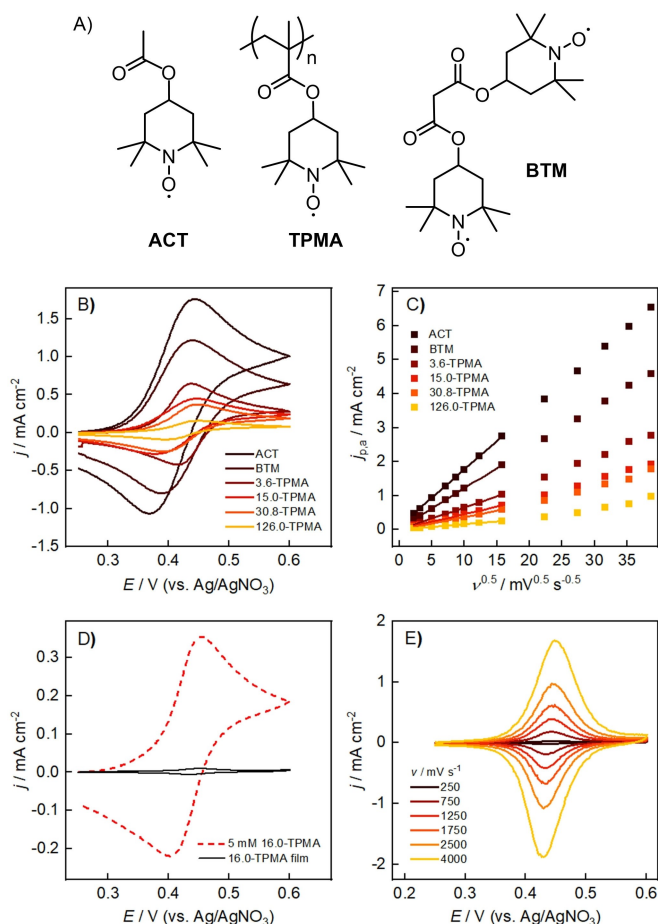 A)
O
O
N
O·
ACT
n
O
O
N
O·
TPMA
O
O
O
O
N
O·
N
O·
BTM
B)
j / mA cm⁻²
1.5
1.0
0.5
0.0
-0.5
-1.0
ACT
BTM
3.6-TPMA
15.0-TPMA
30.8-TPMA
126.0-TPMA
0.3 0.4 0.5 0.6
E / V (vs. Ag/AgNO₃)
C)
jₚ,ₐ / mA cm⁻²
7
6
5
4
3
2
1
0
ACT
BTM
3.6-TPMA
15.0-TPMA
30.8-TPMA
126.0-TPMA
0 5 10 15 20 25 30 35 40
ν⁰·⁵ / mV⁰·⁵ s⁻⁰·⁵
D)
j / mA cm⁻²
0.3
0.2
0.1
0.0
-0.1
-0.2
5 mM 16.0-TPMA
16.0-TPMA film
0.3 0.4 0.5 0.6
E / V (vs. Ag/AgNO₃)
E)
j / mA cm⁻²
2
1
0
-1
-2
ν / mV s⁻¹
250
750
1250
1750
2500
4000
0.2 0.3 0.4 0.5 0.6
E / V (vs. Ag/AgNO₃)